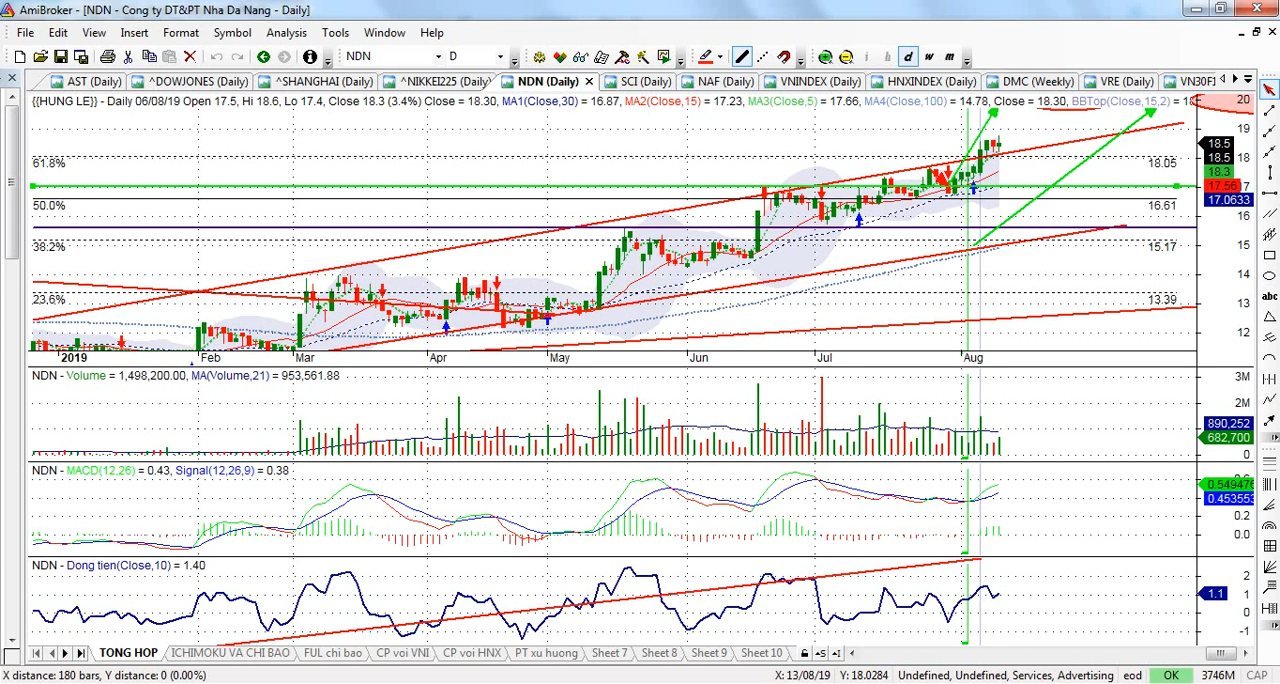 AmiBroker - [NDN - Cong ty DT&PT Nha Da Nang - Daily]
File Edit View Insert Format Symbol Analysis Tools Window Help
NDN D d w m
AST (Daily) ^DOWJONES (Daily) ^SHANGHAI (Daily) ^NIKKEI225 (Daily) NDN (Daily) SCI (Daily) NAF (Daily) VNINDEX (Daily) HNXINDEX (Daily) DMC (Weekly) VRE (Daily) VN30F1
{{HUNG LE}} - Daily 06/08/19 Open 17.5, Hi 18.6, Lo 17.4, Close 18.3 (3.4%) Close = 18.30, MA1(Close,30) = 16.87, MA2(Close,15) = 17.23, MA3(Close,5) = 17.66, MA4(Close,100) = 14.78, Close = 18.30, BBTop(Close,15,2) = 18
20
19
18.5
18.5
18
61.8%
18.05
18.3
17.56
17
17.0633
50.0%
16.61
16
38.2%
15.17
15
14
23.6%
13.39
13
12
2019 Feb Mar Apr May Jun Jul Aug
NDN - Volume = 1,498,200.00, MA(Volume,21) = 953,561.88
3M
2M
890,252
682,700
0
NDN - MACD(12,26) = 0.43, Signal(12,26,9) = 0.38
0.549476
0.453553
0.2
0.0
NDN - Dong tien(Close,10) = 1.40
2
1.1
1
0
-1
TONG HOP ICHIMOKU VA CHI BAO FUL chi bao CP voi VNI CP voi HNX PT xu huong Sheet 7 Sheet 8 Sheet 9 Sheet 10
X distance: 180 bars, Y distance: 0 (0.00%) X: 13/08/19 Y: 18.0284 Undefined, Undefined, Services, Advertising eod OK 3746M CAP
abc